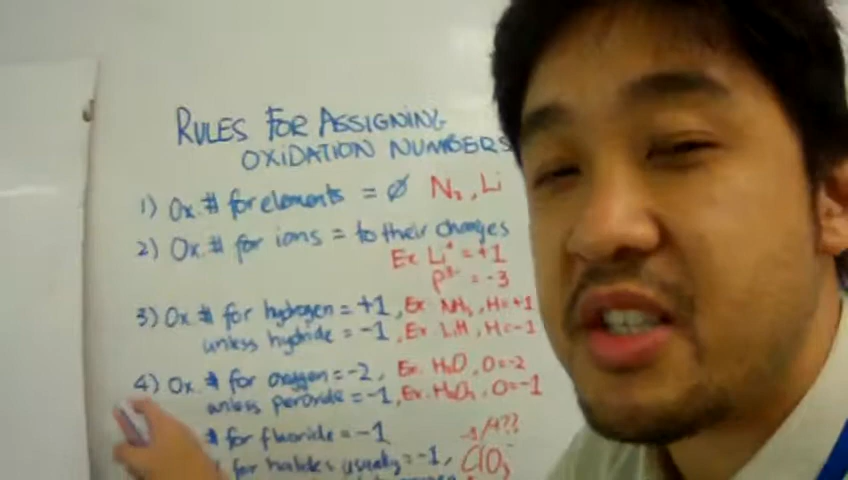 RULES FOR ASSIGNING
OXIDATION NUMBERS
1) Ox. # for elements = Ø N₂, Li
2) Ox. # for ions = to their charges
Ex Li⁺ = +1
P³⁻ = -3
3) Ox # for hydrogen = +1, Ex. NH₃, H=+1
unless hydride = -1, Ex. LiH, H=-1
4) Ox. # for oxygen = -2, Ex. H₂O, O=-2
unless peroxide = -1, Ex. H₂O₂, O=-1
# for fluoride = -1
for halides usually = -1, ClO₃⁻